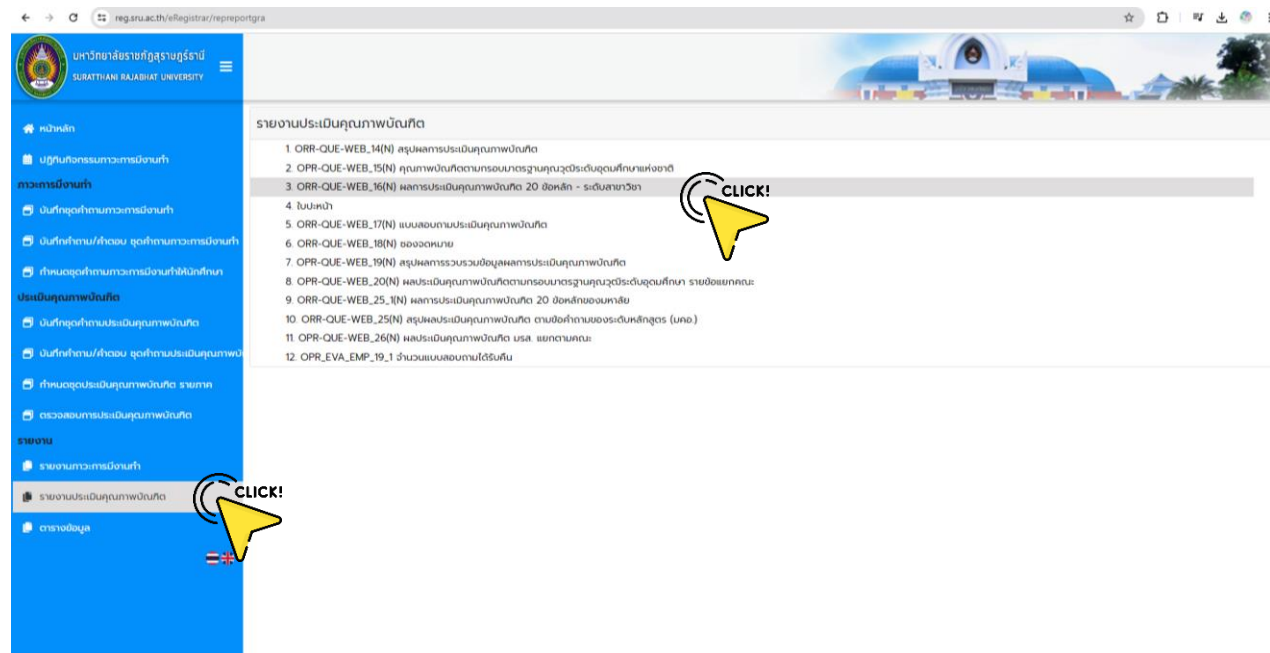 reg.sru.ac.th/eRegistrar/repreportgra
มหาวิทยาลัยราชภัฏสุราษฎร์ธานี
SURATTHANI RAJABHAT UNIVERSITY
หน้าหลัก
ปฏิทินกิจกรรมภาวะการมีงานทำ
ภาวะการมีงานทำ
บันทึกชุดคำถามภาวะการมีงานทำ
บันทึกคำถาม/คำตอบ ชุดคำถามภาวะการมีงานทำ
กำหนดชุดคำถามภาวะการมีงานทำให้นักศึกษา
ประเมินคุณภาพบัณฑิต
บันทึกชุดคำถามประเมินคุณภาพบัณฑิต
บันทึกคำถาม/คำตอบ ชุดคำถามประเมินคุณภาพบั
กำหนดชุดประเมินคุณภาพบัณฑิต รายภาค
ตรวจสอบการประเมินคุณภาพบัณฑิต
รายงาน
รายงานภาวะการมีงานทำ
รายงานประเมินคุณภาพบัณฑิต
CLICK!
ตารางข้อมูล
รายงานประเมินคุณภาพบัณฑิต
1. ORR-QUE-WEB_14(N) สรุปผลการประเมินคุณภาพบัณฑิต
2. OPR-QUE-WEB_15(N) คุณภาพบัณฑิตตามกรอบมาตรฐานคุณวุฒิระดับอุดมศึกษาแห่งชาติ
3. ORR-QUE-WEB_16(N) ผลการประเมินคุณภาพบัณฑิต 20 ข้อหลัก - ระดับสาขาวิชา
CLICK!
4. ใบปะหน้า
5. ORR-QUE-WEB_17(N) แบบสอบถามประเมินคุณภาพบัณฑิต
6. ORR-QUE-WEB_18(N) ซองจดหมาย
7. OPR-QUE-WEB_19(N) สรุปผลการรวบรวมข้อมูลผลการประเมินคุณภาพบัณฑิต
8. OPR-QUE-WEB_20(N) ผลประเมินคุณภาพบัณฑิตตามกรอบมาตรฐานคุณวุฒิระดับอุดมศึกษา รายข้อแยกคณะ
9. ORR-QUE-WEB_25_1(N) ผลการประเมินคุณภาพบัณฑิต 20 ข้อหลักของมหาลัย
10. ORR-QUE-WEB_25(N) สรุปผลประเมินคุณภาพบัณฑิต ตามข้อคำถามของระดับหลักสูตร (มคอ.)
11. OPR-QUE-WEB_26(N) ผลประเมินคุณภาพบัณฑิต มรส. แยกตามคณะ
12. OPR_EVA_EMP_19_1 จำนวนแบบสอบถามได้รับคืน